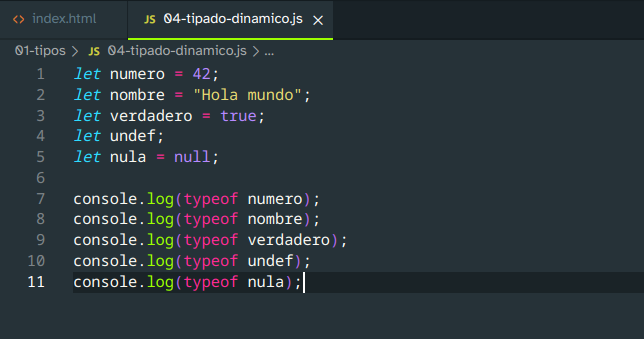 index.html
JS 04-tipado-dinamico.js
01-tipos > JS 04-tipado-dinamico.js > ...
1 let numero = 42;
2 let nombre = "Hola mundo";
3 let verdadero = true;
4 let undef;
5 let nula = null;
6
7 console.log(typeof numero);
8 console.log(typeof nombre);
9 console.log(typeof verdadero);
10 console.log(typeof undef);
11 console.log(typeof nula);